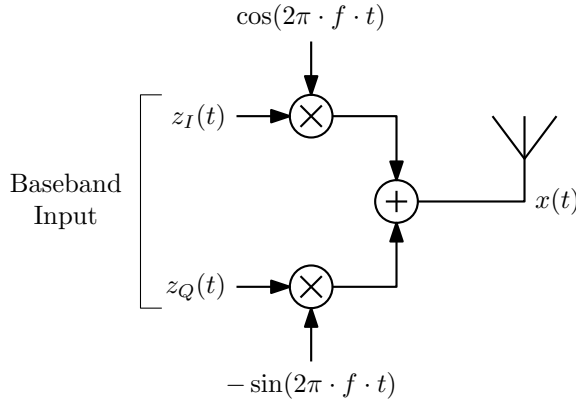 cos(2π · f · t)
z_I(t)
Baseband
Input
x(t)
z_Q(t)
− sin(2π · f · t)